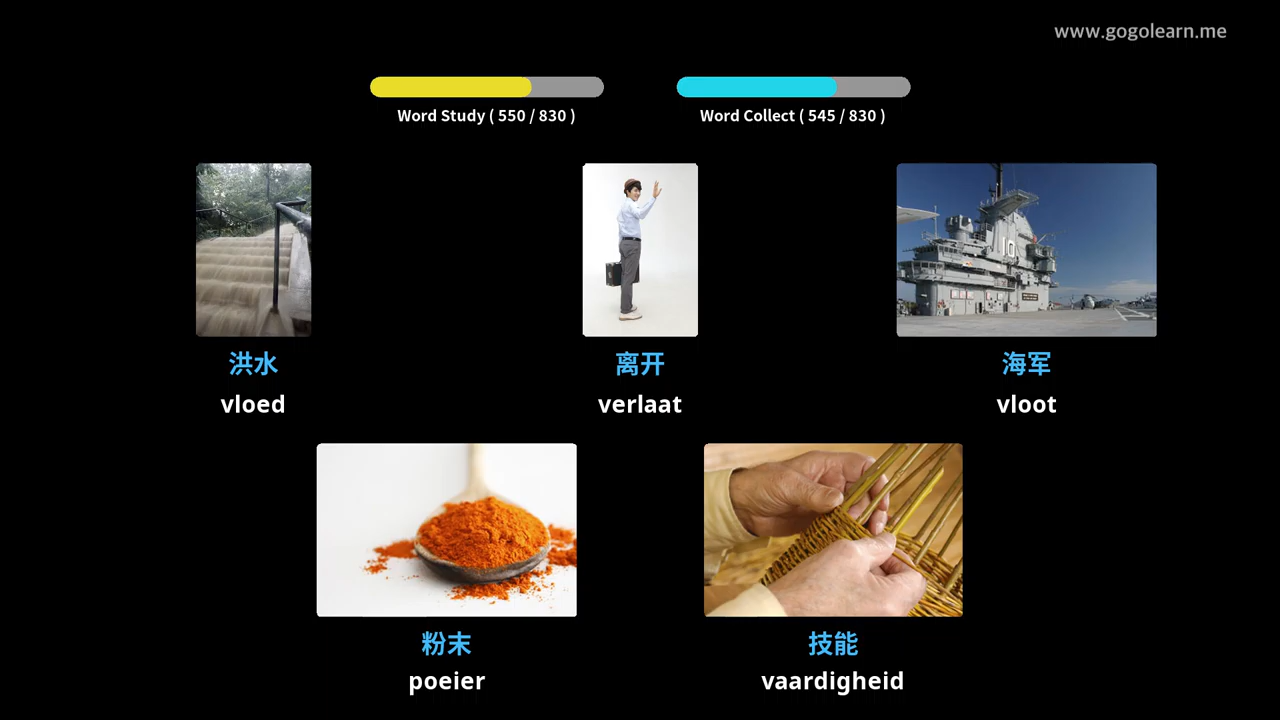 www.gogolearn.me
Word Study ( 550 / 830 )
Word Collect ( 545 / 830 )
洪水
vloed
离开
verlaat
海军
vloot
10
粉末
poeier
技能
vaardigheid